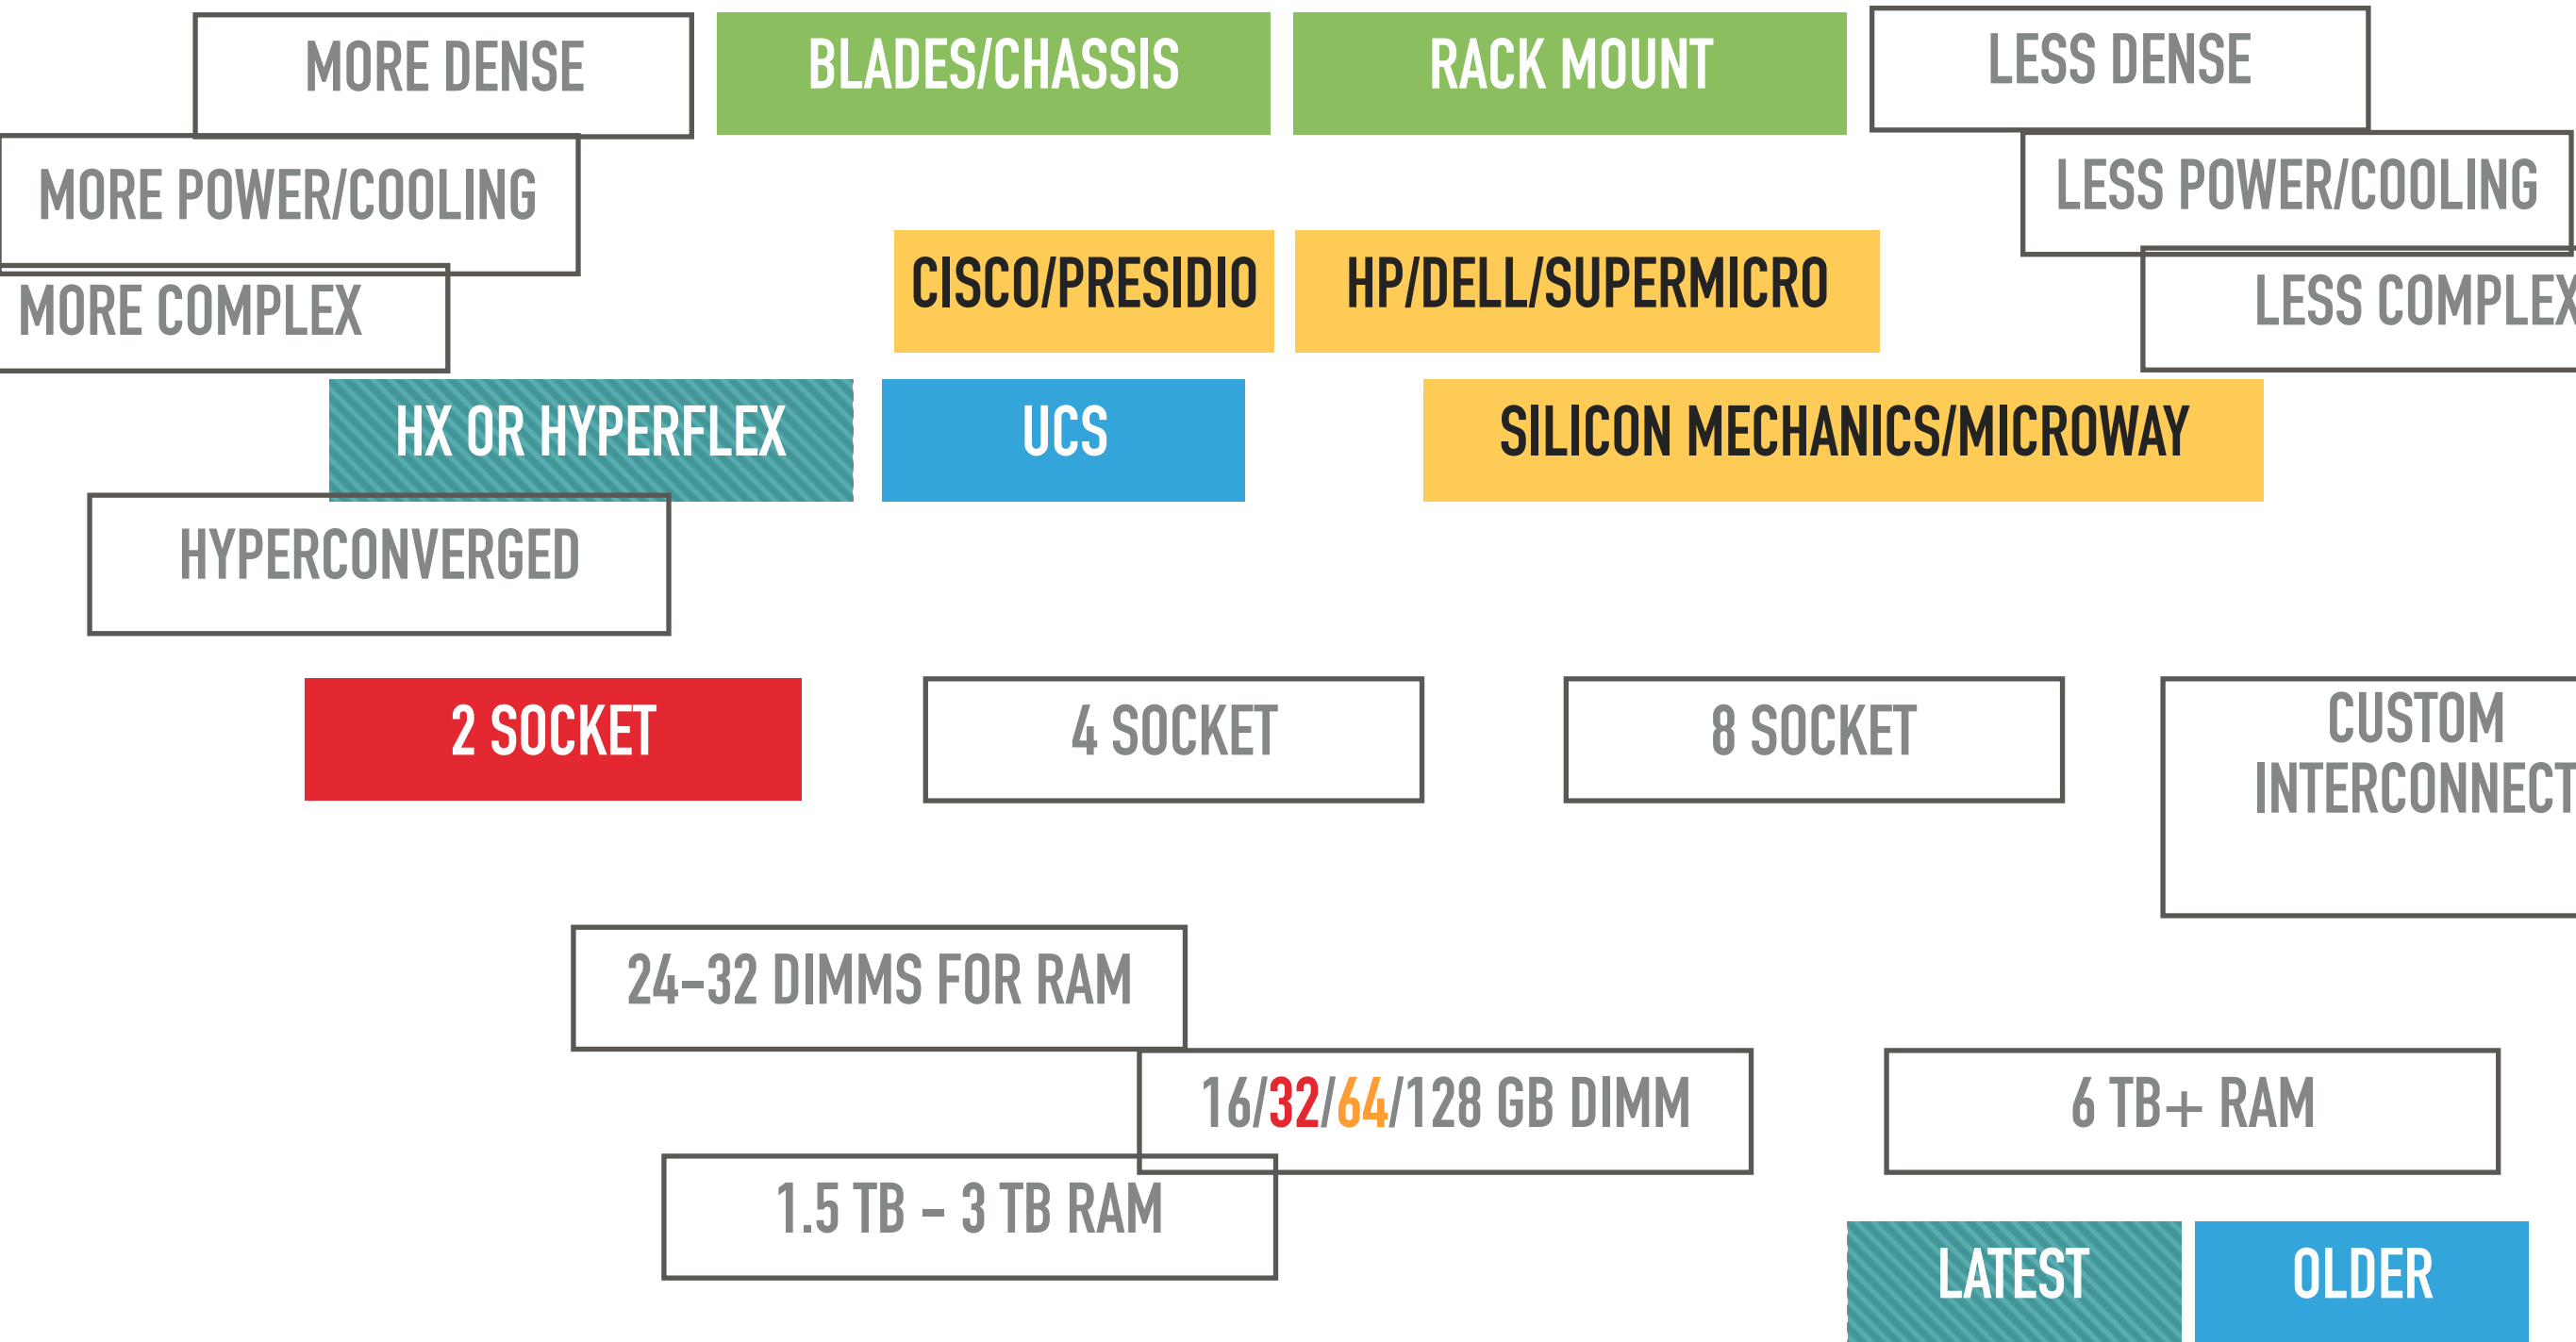 MORE DENSE
BLADES/CHASSIS
RACK MOUNT
LESS DENSE
MORE POWER/COOLING
LESS POWER/COOLING
CISCO/PRESIDIO
HP/DELL/SUPERMICRO
MORE COMPLEX
LESS COMPLEX
HX OR HYPERFLEX
UCS
SILICON MECHANICS/MICROWAY
HYPERCONVERGED
2 SOCKET
4 SOCKET
8 SOCKET
CUSTOM
INTERCONNECT
24–32 DIMMS FOR RAM
16/32/64/128 GB DIMM
6 TB+ RAM
1.5 TB – 3 TB RAM
LATEST
OLDER